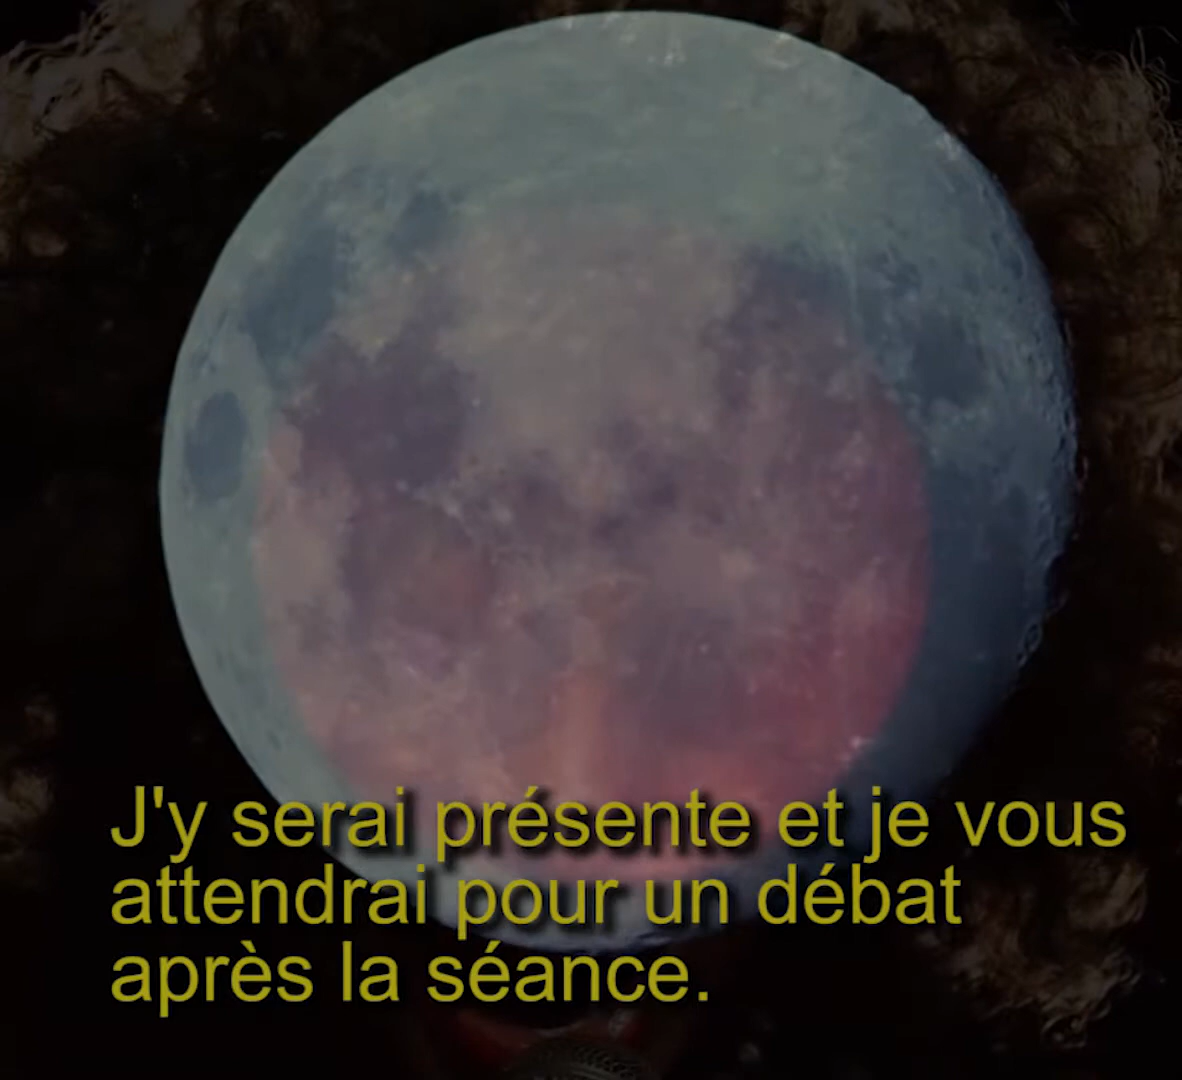 J'y serai présente et je vous
attendrai pour un débat
après la séance.